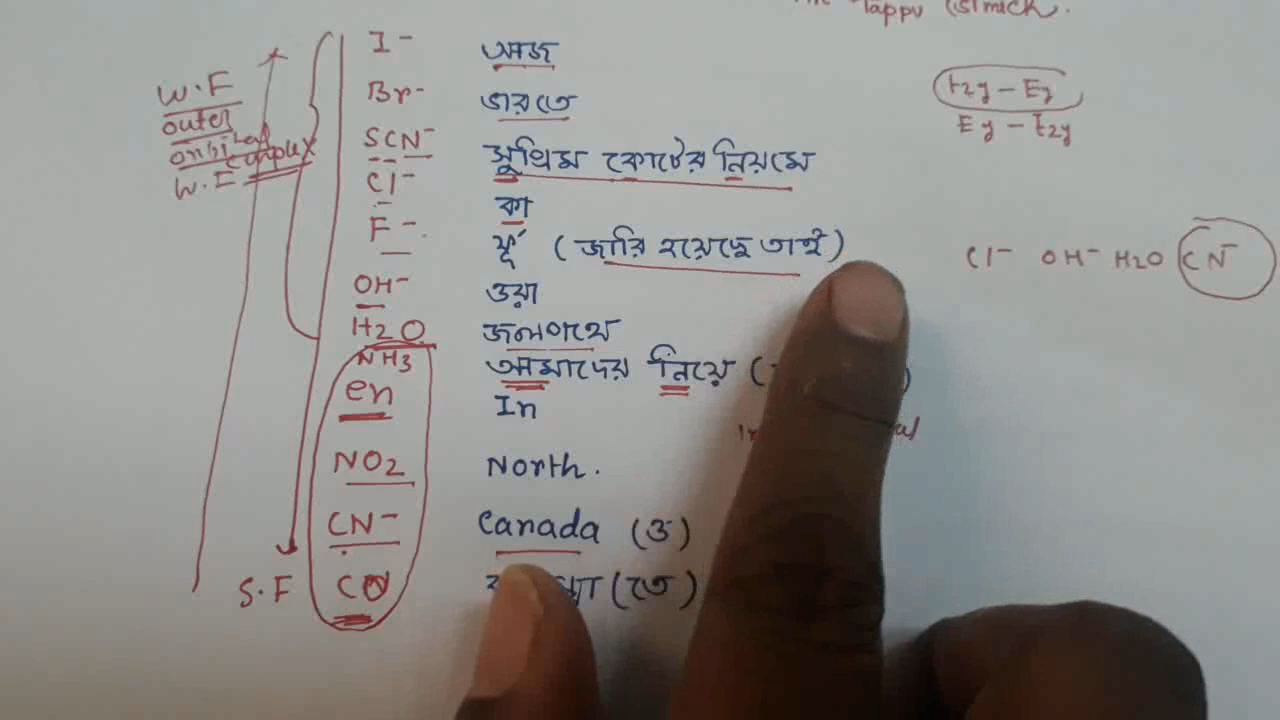 Tappu
I⁻ আজ
W.F
outer
orbital
complex
W.F
Br⁻ ভারতে
t2g – Eg
Eg – t2g
SCN⁻ সুপ্রিম কোর্টের নিয়মে
Cl⁻ কা
F⁻ র্ফূ (জারি হয়েছে তাই)
Cl⁻ OH⁻ H2O CN⁻
OH⁻ ওয়া
H2O জলপথে
NH3 আমাদের নিয়ে (
en In
NO2 North.
CN⁻ Canada (ত)
S.F CO (তে)